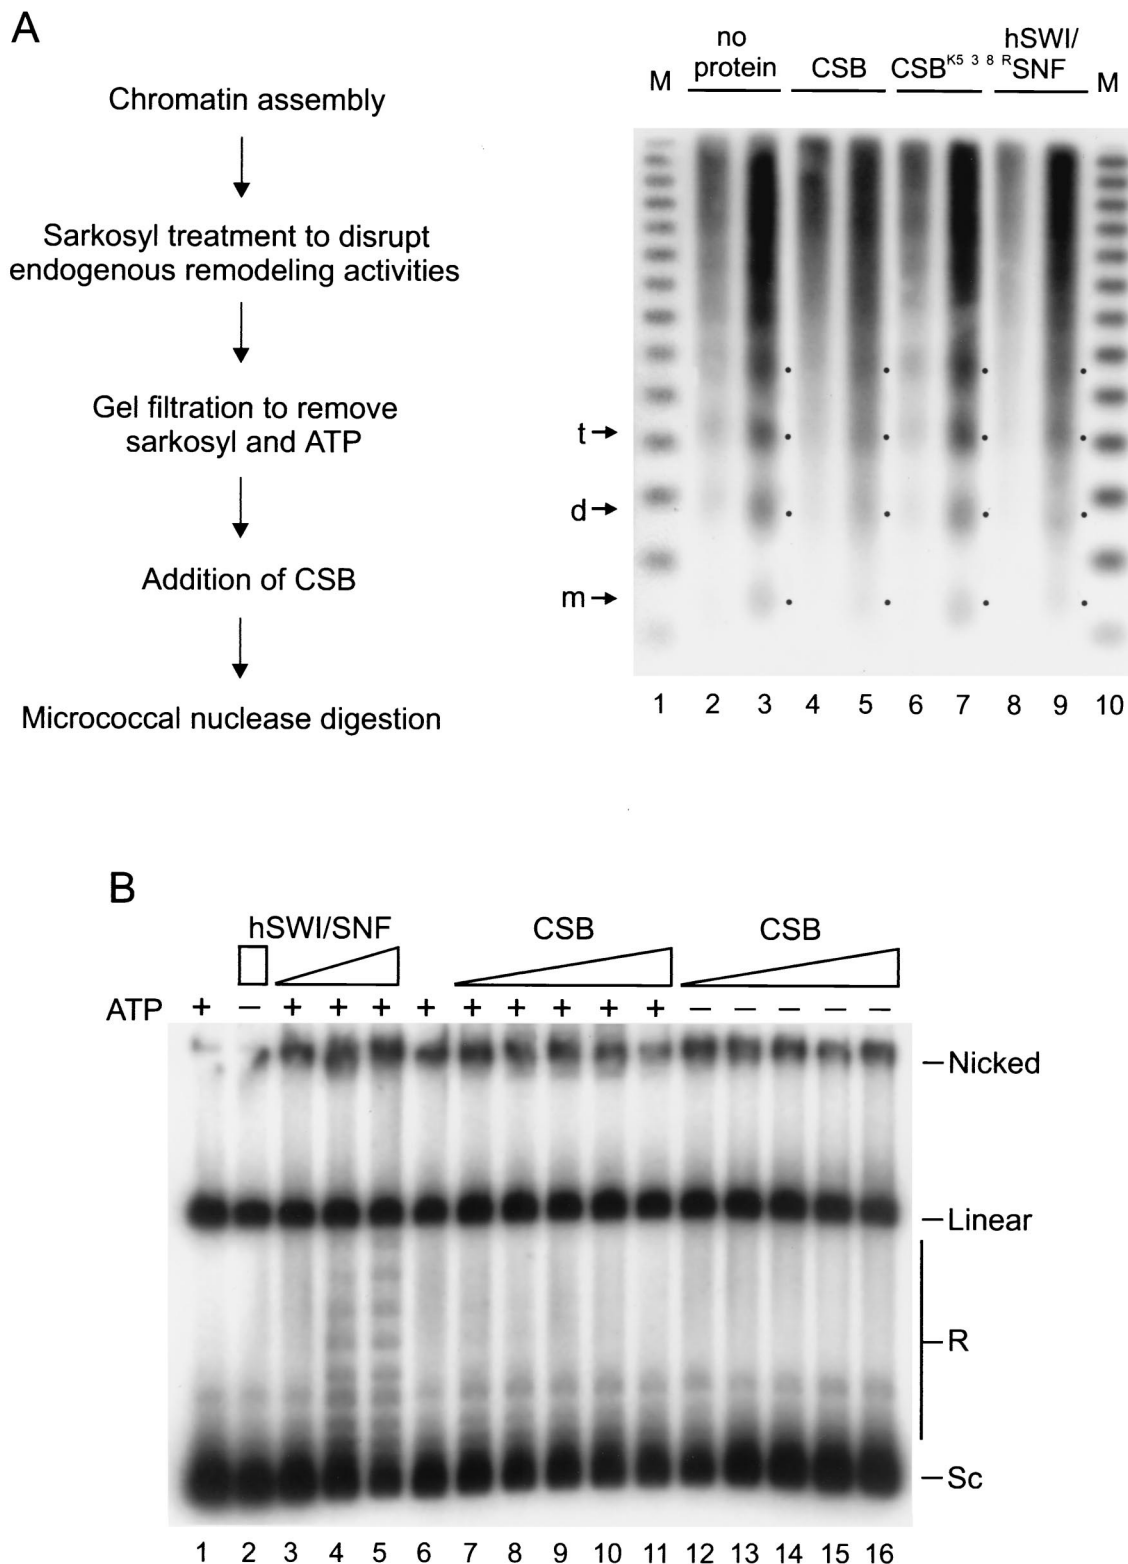 A
Chromatin assembly
Sarkosyl treatment to disrupt
endogenous remodeling activities
Gel filtration to remove
sarkosyl and ATP
Addition of CSB
Micrococcal nuclease digestion
M
no
protein
CSB
CSB^K5 3 8 R
hSWI/
SNF
M
t
d
m
1 2 3 4 5 6 7 8 9 10
B
hSWI/SNF CSB CSB
ATP + − + + + + + + + + + − − − − −
Nicked
Linear
R
Sc
1 2 3 4 5 6 7 8 9 10 11 12 13 14 15 16